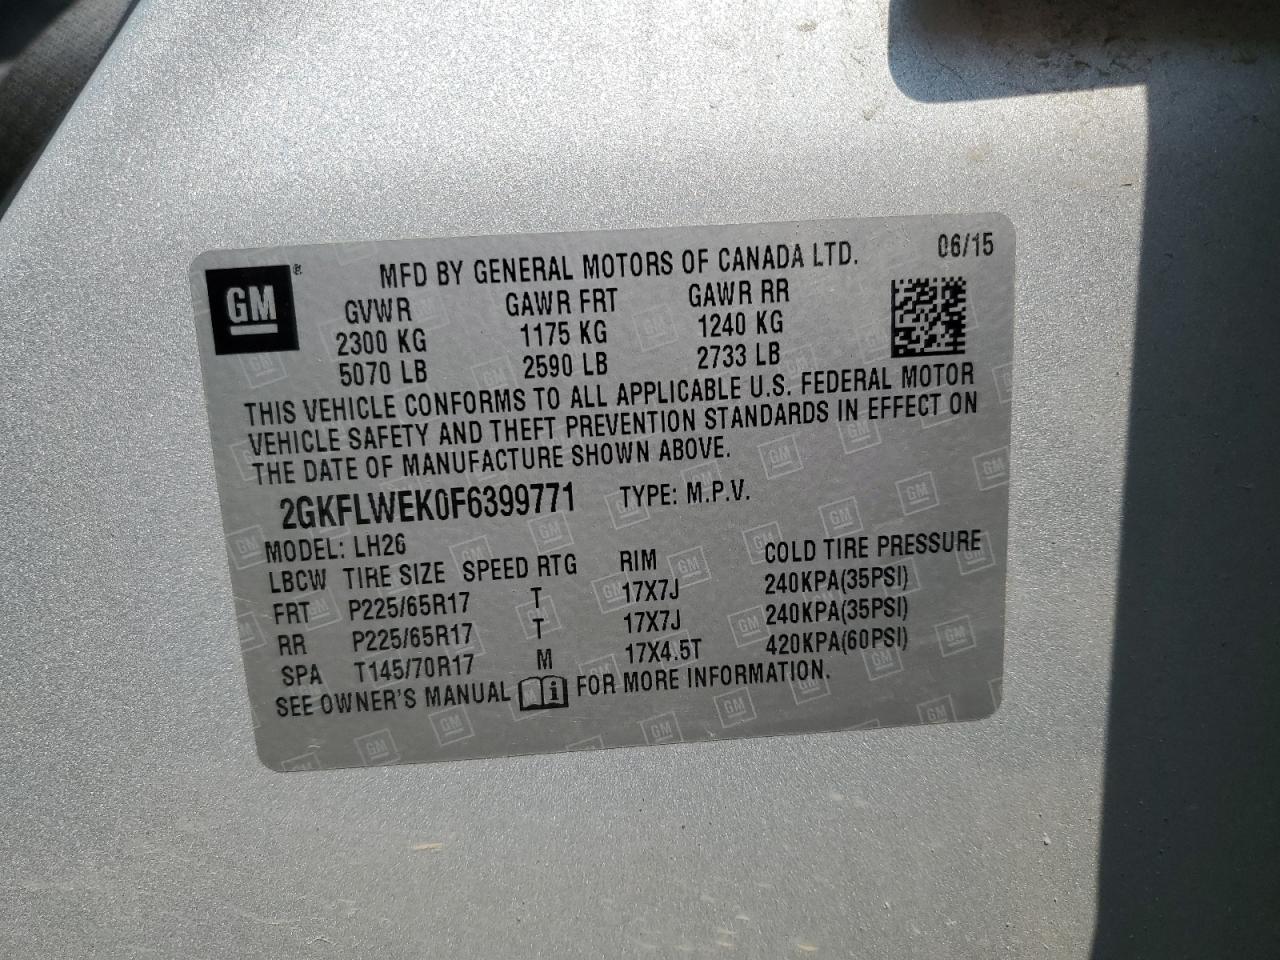 GM
MFD BY GENERAL MOTORS OF CANADA LTD. 06/15
GVWR GAWR FRT GAWR RR
2300 KG 1175 KG 1240 KG
5070 LB 2590 LB 2733 LB
THIS VEHICLE CONFORMS TO ALL APPLICABLE U.S. FEDERAL MOTOR
VEHICLE SAFETY AND THEFT PREVENTION STANDARDS IN EFFECT ON
THE DATE OF MANUFACTURE SHOWN ABOVE.
2GKFLWEK0F6399771 TYPE: M.P.V.
MODEL: LH26
LBCW TIRE SIZE SPEED RTG RIM COLD TIRE PRESSURE
FRT P225/65R17 T 17X7J 240KPA(35PSI)
RR P225/65R17 T 17X7J 240KPA(35PSI)
SPA T145/70R17 M 17X4.5T 420KPA(60PSI)
SEE OWNER'S MANUAL i FOR MORE INFORMATION.